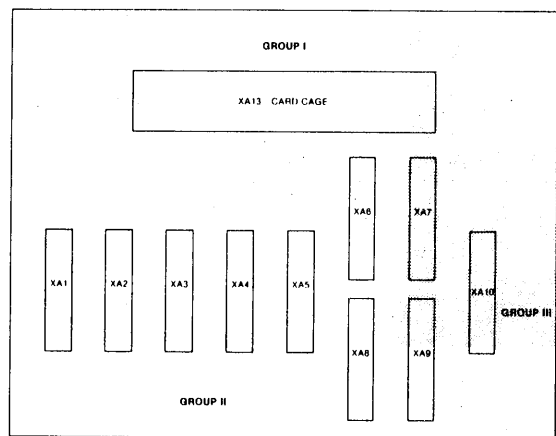 GROUP I
XA13 CARD CAGE
XA6 XA7
XA1 XA2 XA3 XA4 XA5 XA10
GROUP III
XA8 XA9
GROUP II